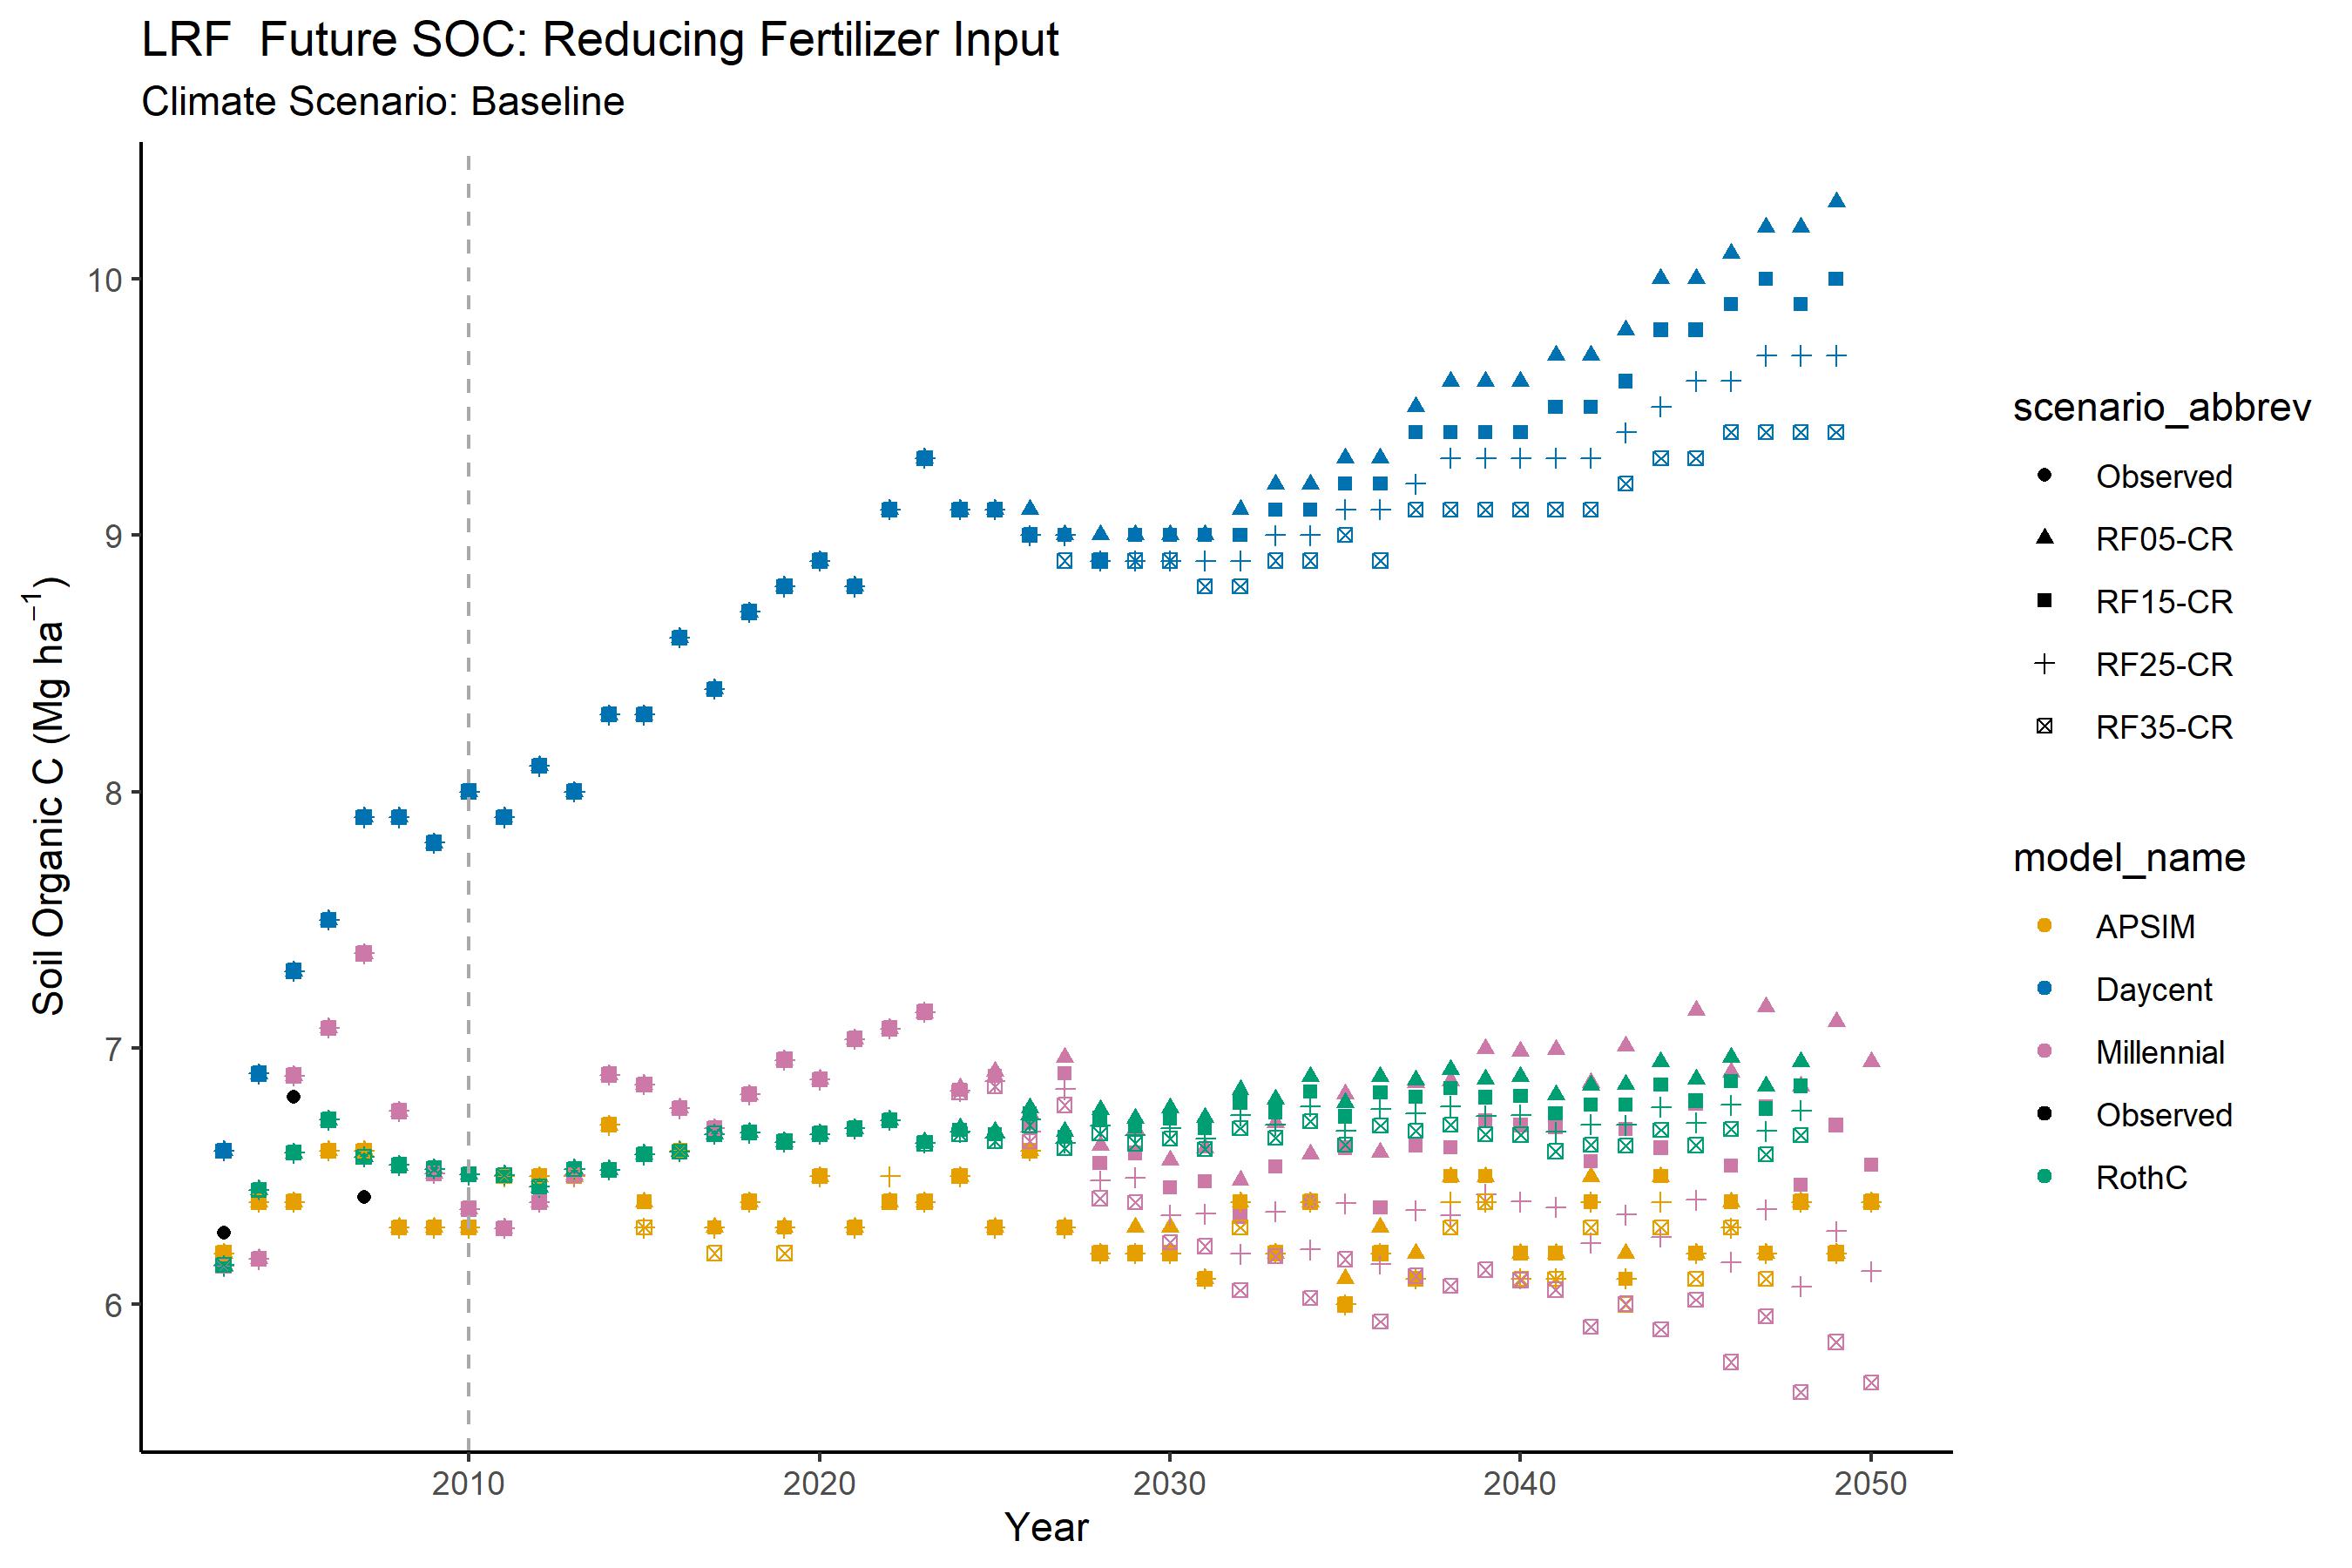 LRF  Future SOC: Reducing Fertilizer Input
Climate Scenario: Baseline
Soil Organic C (Mg ha⁻¹)
10
9
8
7
6
2010
2020
2030
2040
2050
Year
scenario_abbrev
Observed
RF05-CR
RF15-CR
RF25-CR
RF35-CR
model_name
APSIM
Daycent
Millennial
Observed
RothC